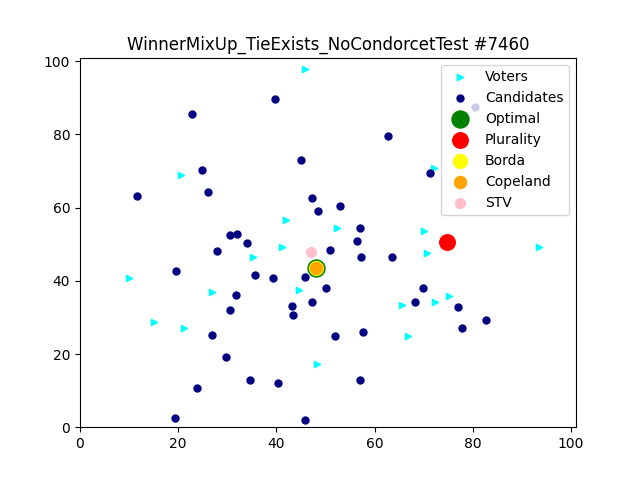 WinnerMixUp_TieExists_NoCondorcetTest #7460
100
80
60
40
20
0
0 20 40 60 80 100
Voters
Candidates
Optimal
Plurality
Borda
Copeland
STV